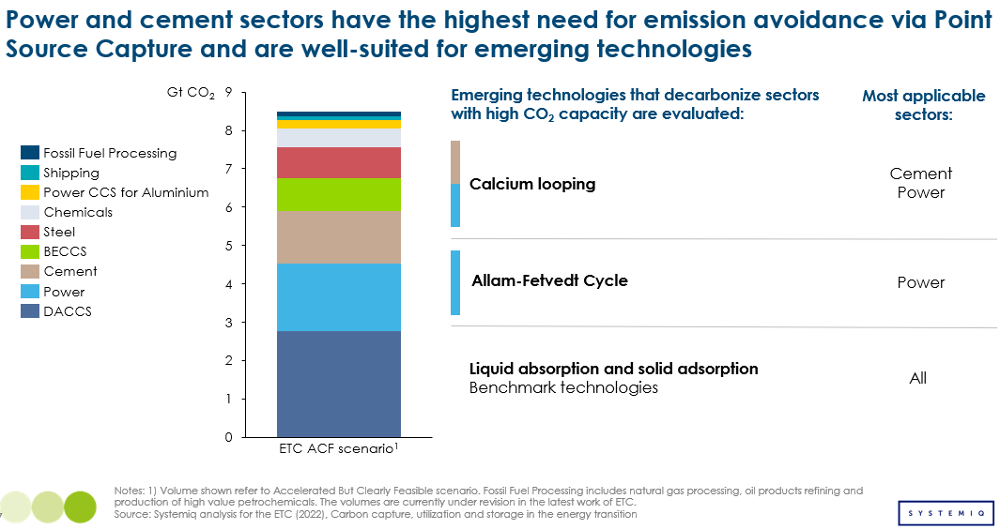 Power and cement sectors have the highest need for emission avoidance via Point
Source Capture and are well-suited for emerging technologies
Gt CO₂
9
8
7
6
5
4
3
2
1
0
Fossil Fuel Processing
Shipping
Power CCS for Aluminium
Chemicals
Steel
BECCS
Cement
Power
DACCS
ETC ACF scenario¹
Emerging technologies that decarbonize sectors
with high CO₂ capacity are evaluated:
Most applicable
sectors:
Calcium looping
Cement
Power
Allam-Fetvedt Cycle
Power
Liquid absorption and solid adsorption
Benchmark technologies
All
Notes: 1) Volume shown refer to Accelerated But Clearly Feasible scenario. Fossil Fuel Processing includes natural gas processing, oil products refining and
production of high value petrochemicals. The volumes are currently under revision in the latest work of ETC.
Source: Systemiq analysis for the ETC (2022), Carbon capture, utilization and storage in the energy transition
SYSTEMIQ